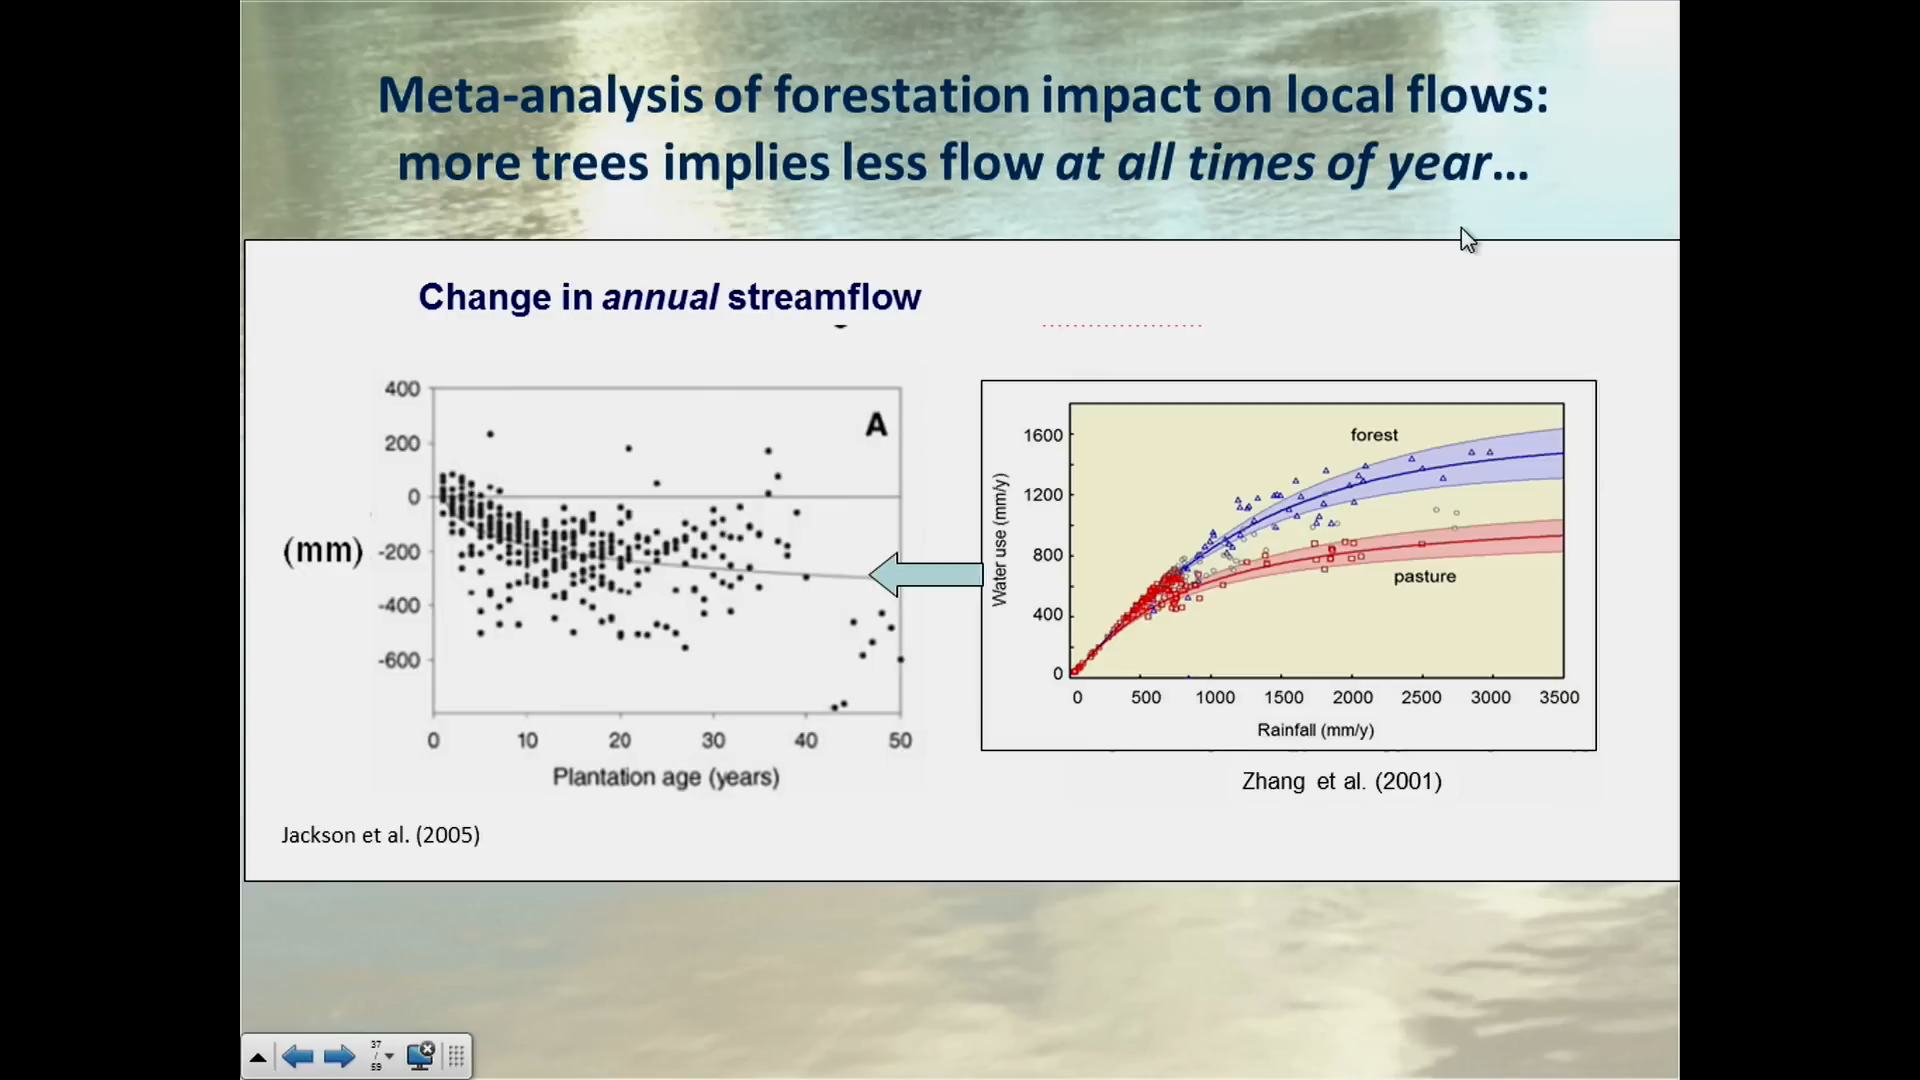 Meta-analysis of forestation impact on local flows:
more trees implies less flow at all times of year...
Change in annual streamflow
400
200
0
-200
-400
-600
(mm)
A
0 10 20 30 40 50
Plantation age (years)
Jackson et al. (2005)
1600
1200
800
400
0
Water use (mm/y)
forest
pasture
0 500 1000 1500 2000 2500 3000 3500
Rainfall (mm/y)
Zhang et al. (2001)
37
/
59